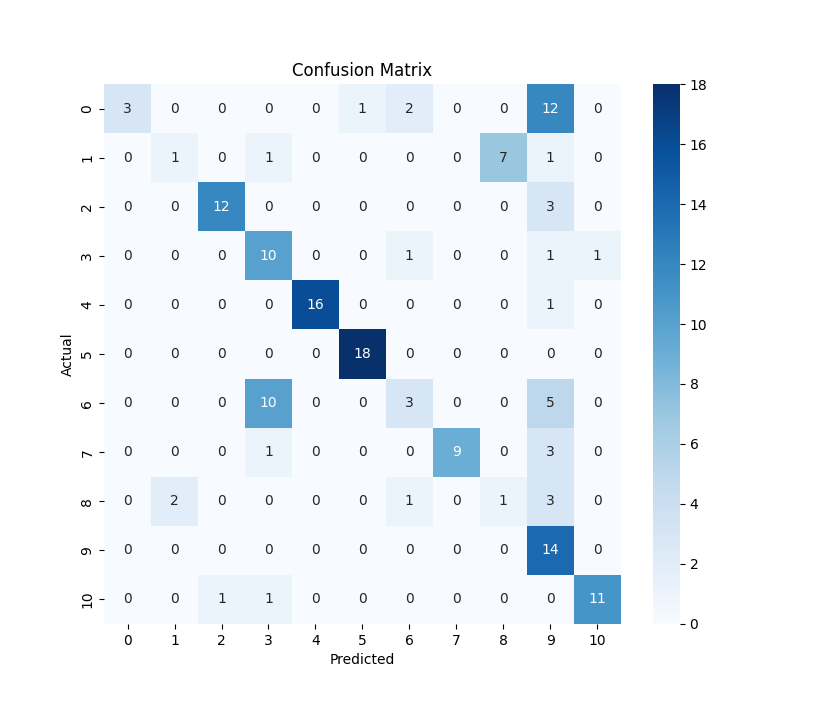 Confusion Matrix
0 3 0 0 0 0 1 2 0 0 12 0
1 0 1 0 1 0 0 0 0 7 1 0
2 0 0 12 0 0 0 0 0 0 3 0
3 0 0 0 10 0 0 1 0 0 1 1
4 0 0 0 0 16 0 0 0 0 1 0
5 0 0 0 0 0 18 0 0 0 0 0
6 0 0 0 10 0 0 3 0 0 5 0
7 0 0 0 1 0 0 0 9 0 3 0
8 0 2 0 0 0 0 1 0 1 3 0
9 0 0 0 0 0 0 0 0 0 14 0
10 0 0 1 1 0 0 0 0 0 0 11
0 1 2 3 4 5 6 7 8 9 10
Predicted
Actual
18
16
14
12
10
8
6
4
2
0